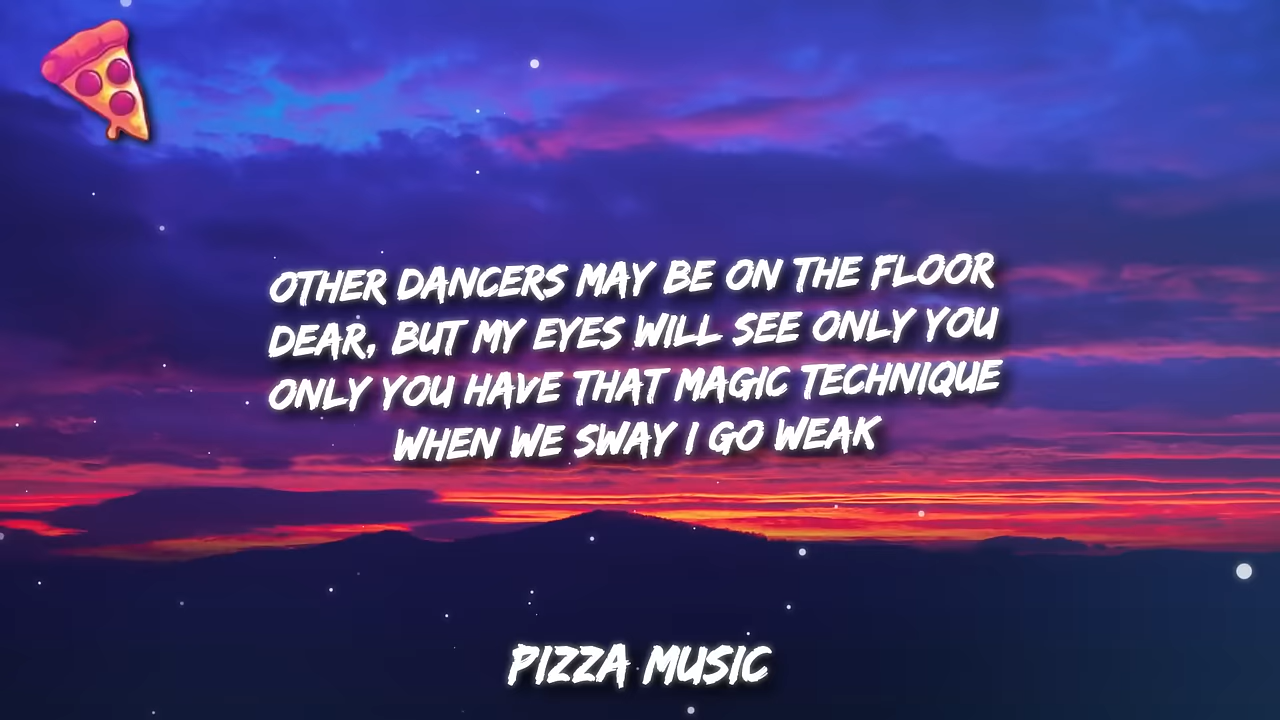 OTHER DANCERS MAY BE ON THE FLOOR
DEAR, BUT MY EYES WILL SEE ONLY YOU
ONLY YOU HAVE THAT MAGIC TECHNIQUE
WHEN WE SWAY I GO WEAK
PIZZA MUSIC